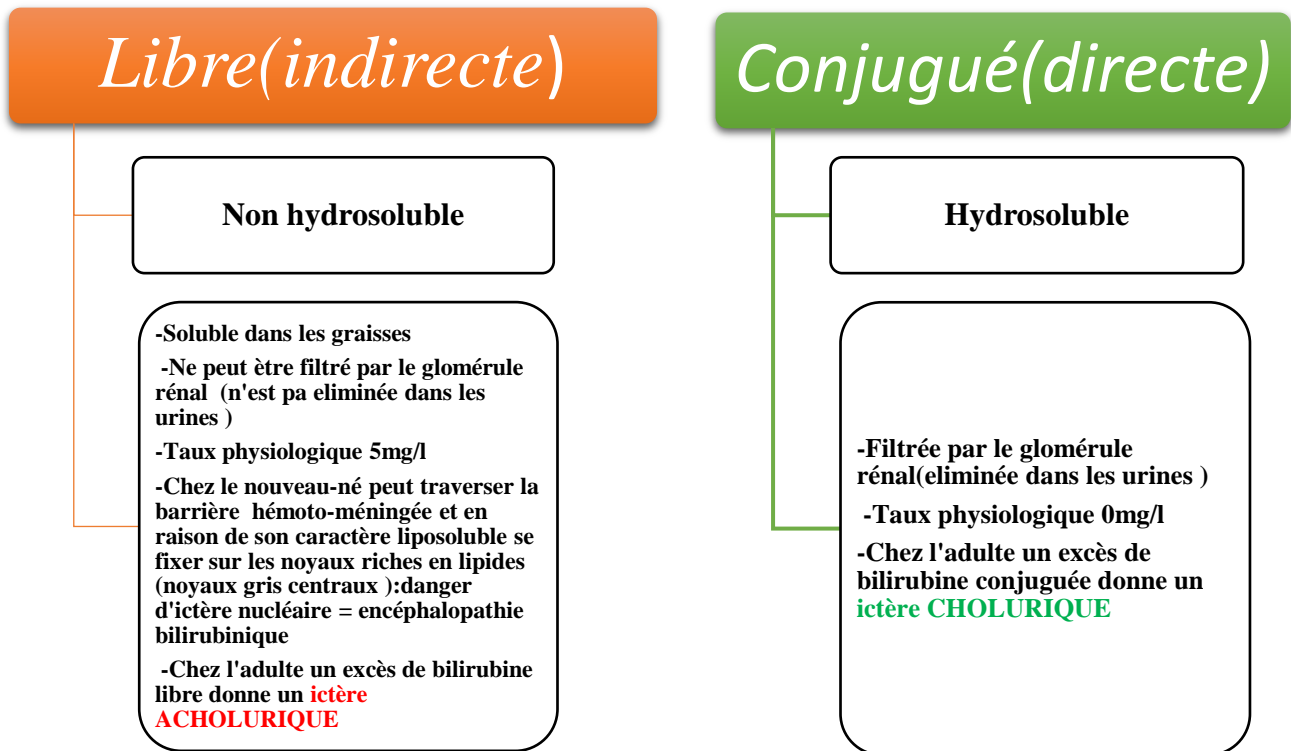 Libre(indirecte)
Non hydrosoluble
-Soluble dans les graisses
-Ne peut ètre filtré par le glomérule
rénal (n'est pa eliminée dans les
urines )
-Taux physiologique 5mg/l
-Chez le nouveau-né peut traverser la
barrière hémoto-méningée et en
raison de son caractère liposoluble se
fixer sur les noyaux riches en lipides
(noyaux gris centraux ):danger
d'ictère nucléaire = encéphalopathie
bilirubinique
-Chez l'adulte un excès de bilirubine
libre donne un ictère
ACHOLURIQUE
Conjugué(directe)
Hydrosoluble
-Filtrée par le glomérule
rénal(eliminée dans les urines )
-Taux physiologique 0mg/l
-Chez l'adulte un excès de
bilirubine conjuguée donne un
ictère CHOLURIQUE